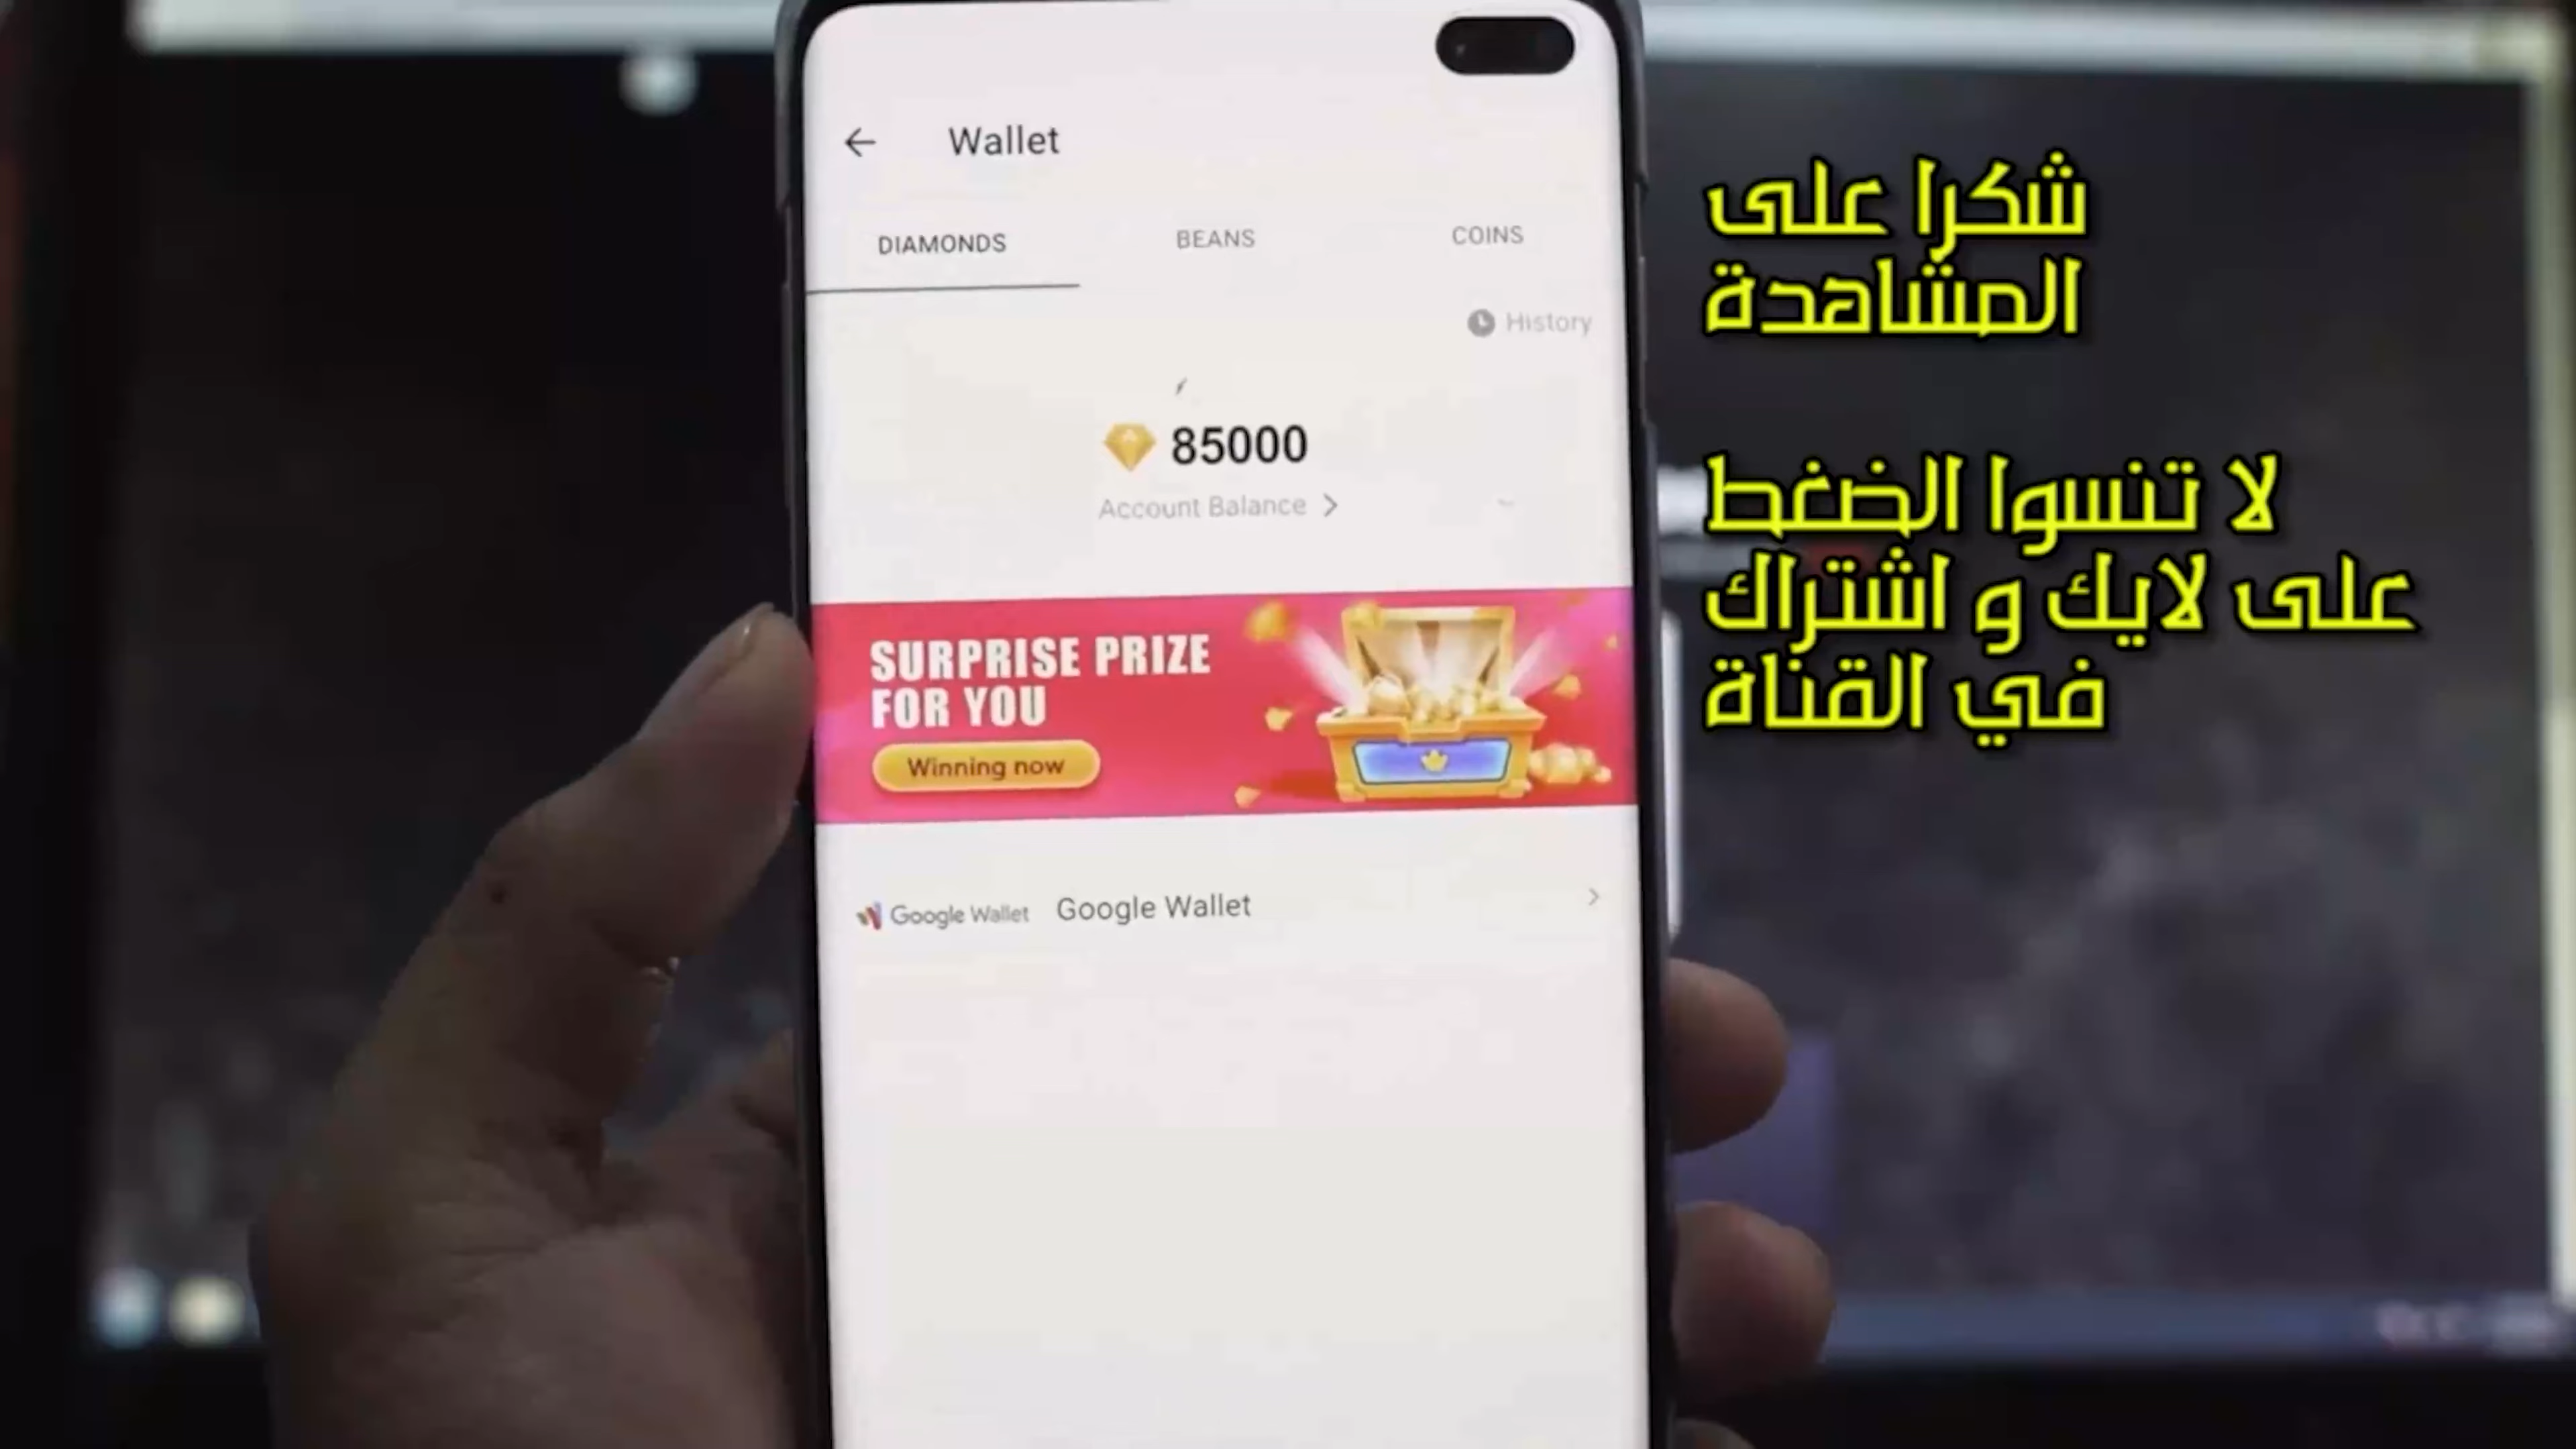 Wallet
DIAMONDS
BEANS
COINS
History
85000
Account Balance
SURPRISE PRIZE
FOR YOU
Winning now
Google Wallet Google Wallet
شكرا على
المشاهدة
لا تنسوا الضغط
على لايك و اشتراك
في القناة